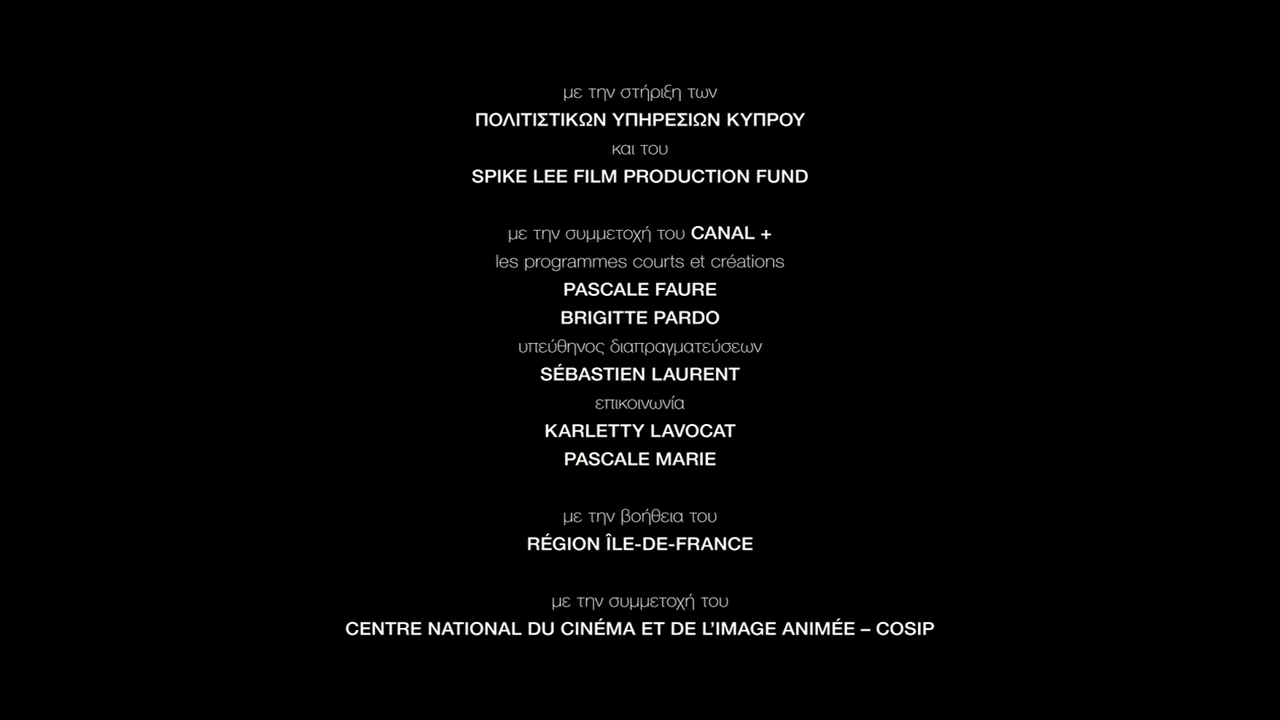 με την στήριξη των
ΠΟΛΙΤΙΣΤΙΚΩΝ ΥΠΗΡΕΣΙΩΝ ΚΥΠΡΟΥ
και του
SPIKE LEE FILM PRODUCTION FUND
με την συμμετοχή του CANAL +
les programmes courts et créations
PASCALE FAURE
BRIGITTE PARDO
υπεύθηνος διαπραγματεύσεων
SÉBASTIEN LAURENT
επικοινωνία
KARLETTY LAVOCAT
PASCALE MARIE
με την βοήθεια του
RÉGION ÎLE-DE-FRANCE
με την συμμετοχή του
CENTRE NATIONAL DU CINÉMA ET DE L’IMAGE ANIMÉE – COSIP